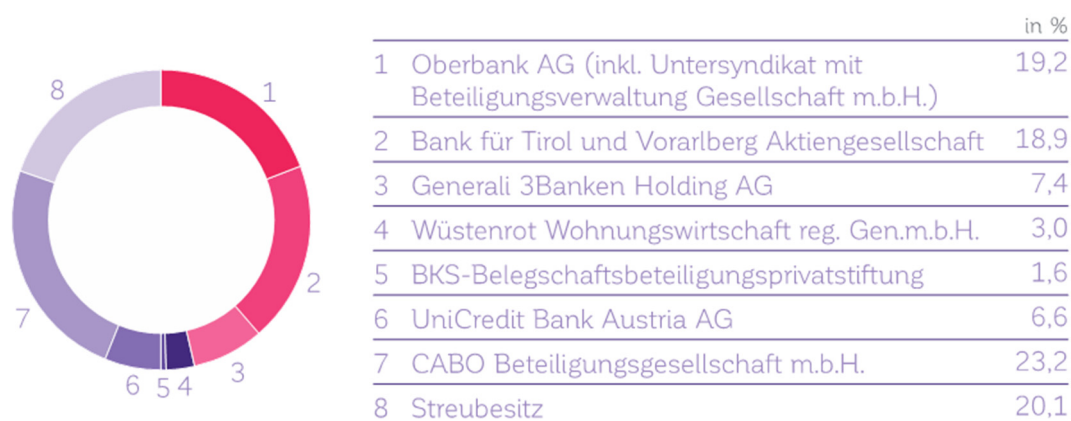 in %
1 Oberbank AG (inkl. Untersyndikat mit 19,2
Beteiligungsverwaltung Gesellschaft m.b.H.)
2 Bank für Tirol und Vorarlberg Aktiengesellschaft 18,9
3 Generali 3Banken Holding AG 7,4
4 Wüstenrot Wohnungswirtschaft reg. Gen.m.b.H. 3,0
5 BKS-Belegschaftsbeteiligungsprivatstiftung 1,6
6 UniCredit Bank Austria AG 6,6
7 CABO Beteiligungsgesellschaft m.b.H. 23,2
8 Streubesitz 20,1
8
1
2
7
3
6 5 4